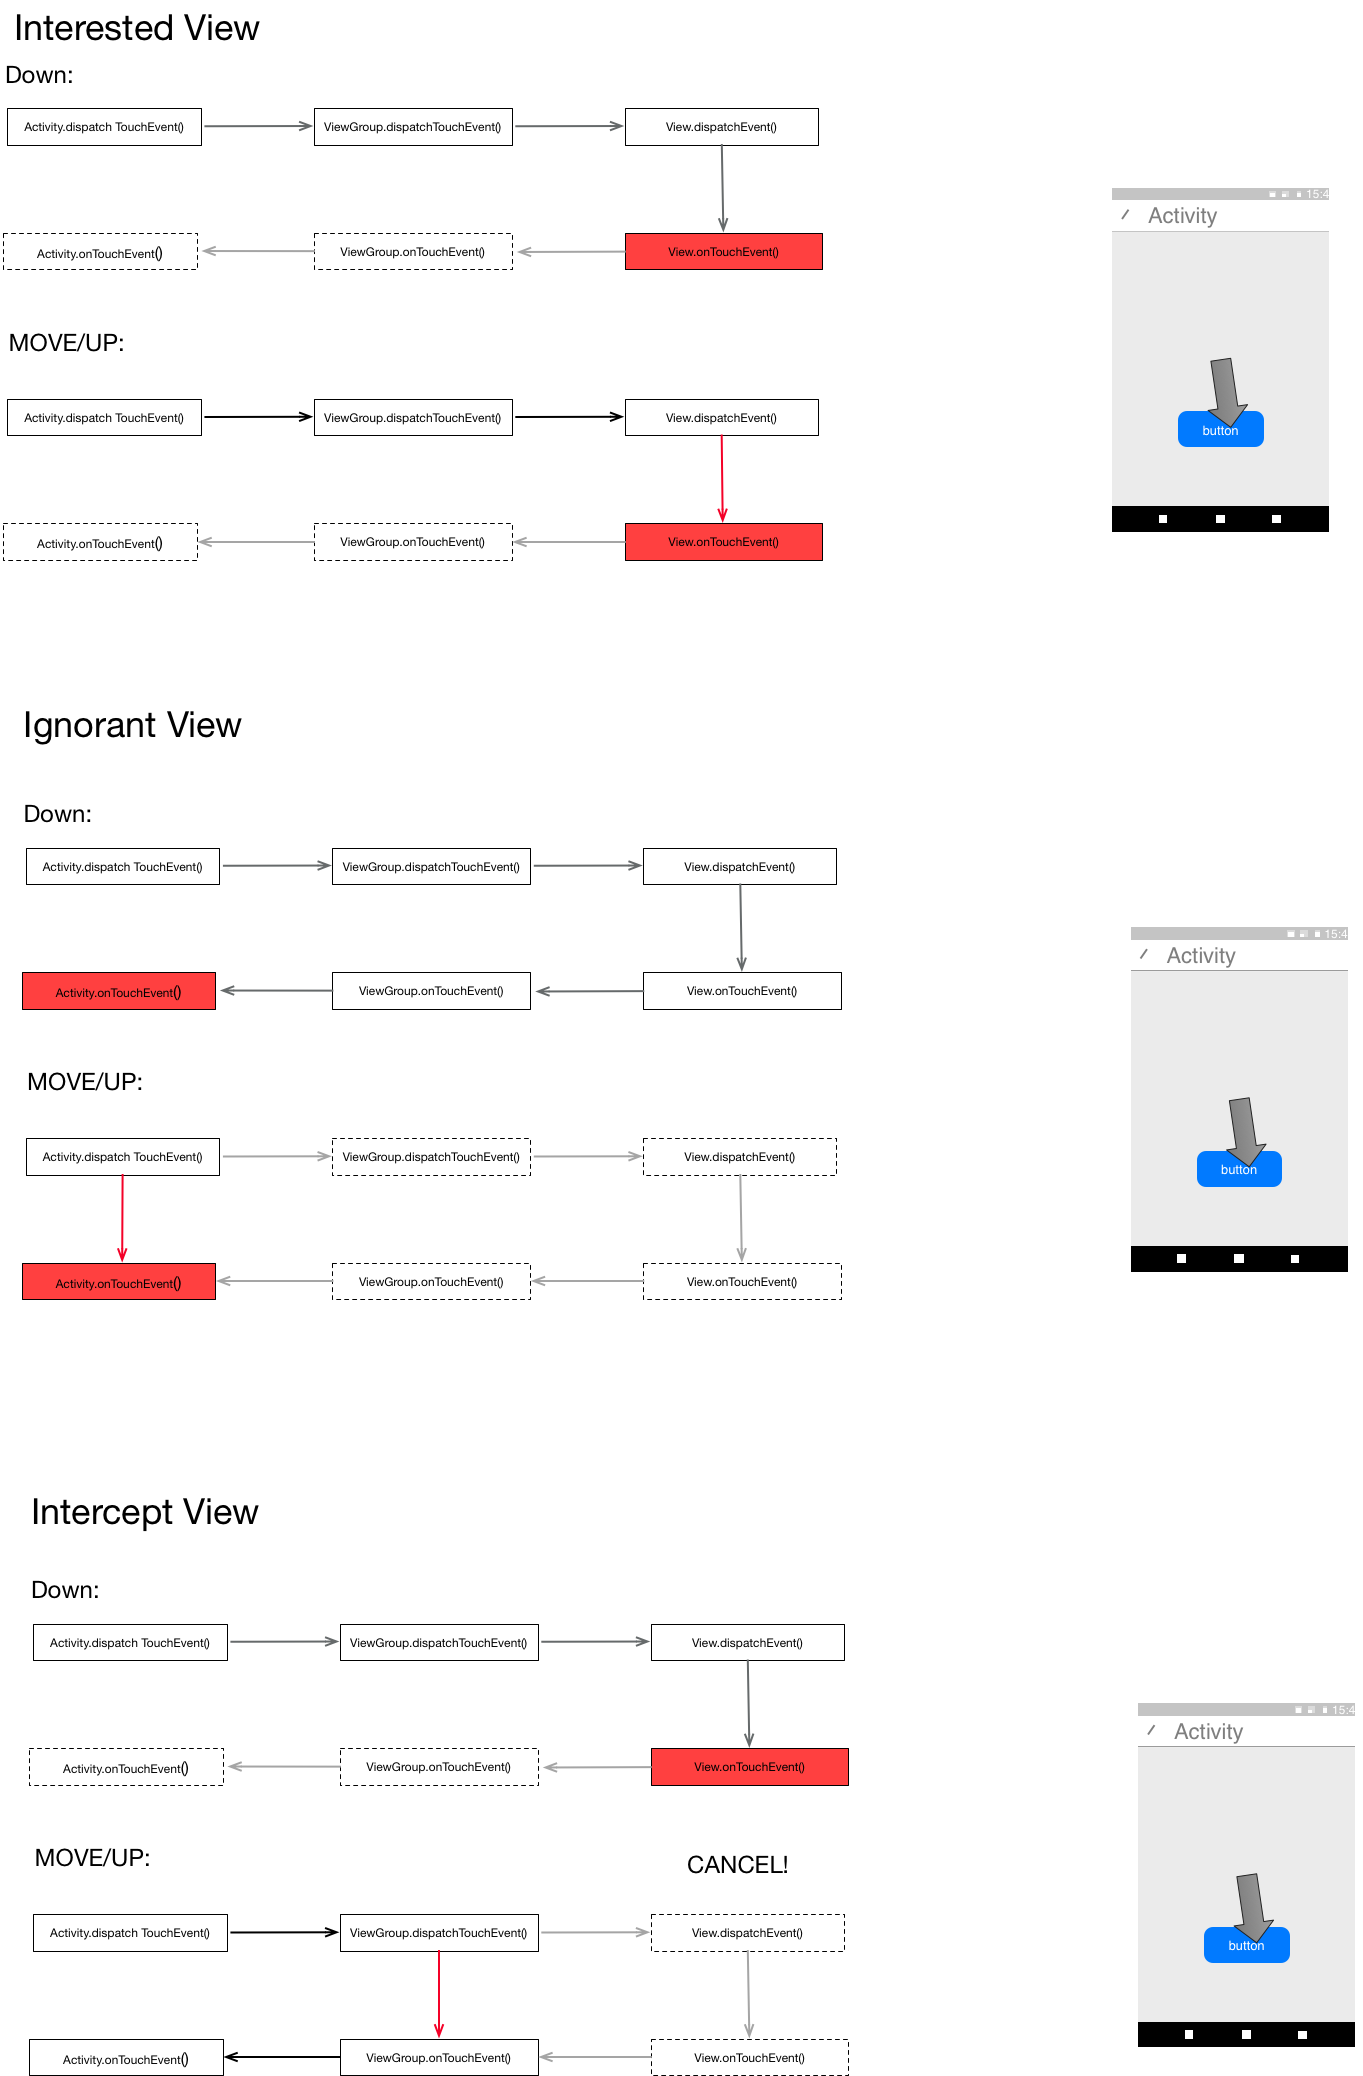 Interested View
Down:
Activity.dispatch TouchEvent()
ViewGroup.dispatchTouchEvent()
View.dispatchEvent()
15:4
Activity
Activity.onTouchEvent()
ViewGroup.onTouchEvent()
View.onTouchEvent()
MOVE/UP:
Activity.dispatch TouchEvent()
ViewGroup.dispatchTouchEvent()
View.dispatchEvent()
button
Activity.onTouchEvent()
ViewGroup.onTouchEvent()
View.onTouchEvent()
Ignorant View
Down:
Activity.dispatch TouchEvent()
ViewGroup.dispatchTouchEvent()
View.dispatchEvent()
15:4
Activity
Activity.onTouchEvent()
ViewGroup.onTouchEvent()
View.onTouchEvent()
MOVE/UP:
Activity.dispatch TouchEvent()
ViewGroup.dispatchTouchEvent()
View.dispatchEvent()
button
Activity.onTouchEvent()
ViewGroup.onTouchEvent()
View.onTouchEvent()
Intercept View
Down:
Activity.dispatch TouchEvent()
ViewGroup.dispatchTouchEvent()
View.dispatchEvent()
15:4
Activity
Activity.onTouchEvent()
ViewGroup.onTouchEvent()
View.onTouchEvent()
MOVE/UP:
CANCEL!
Activity.dispatch TouchEvent()
ViewGroup.dispatchTouchEvent()
View.dispatchEvent()
button
Activity.onTouchEvent()
ViewGroup.onTouchEvent()
View.onTouchEvent()